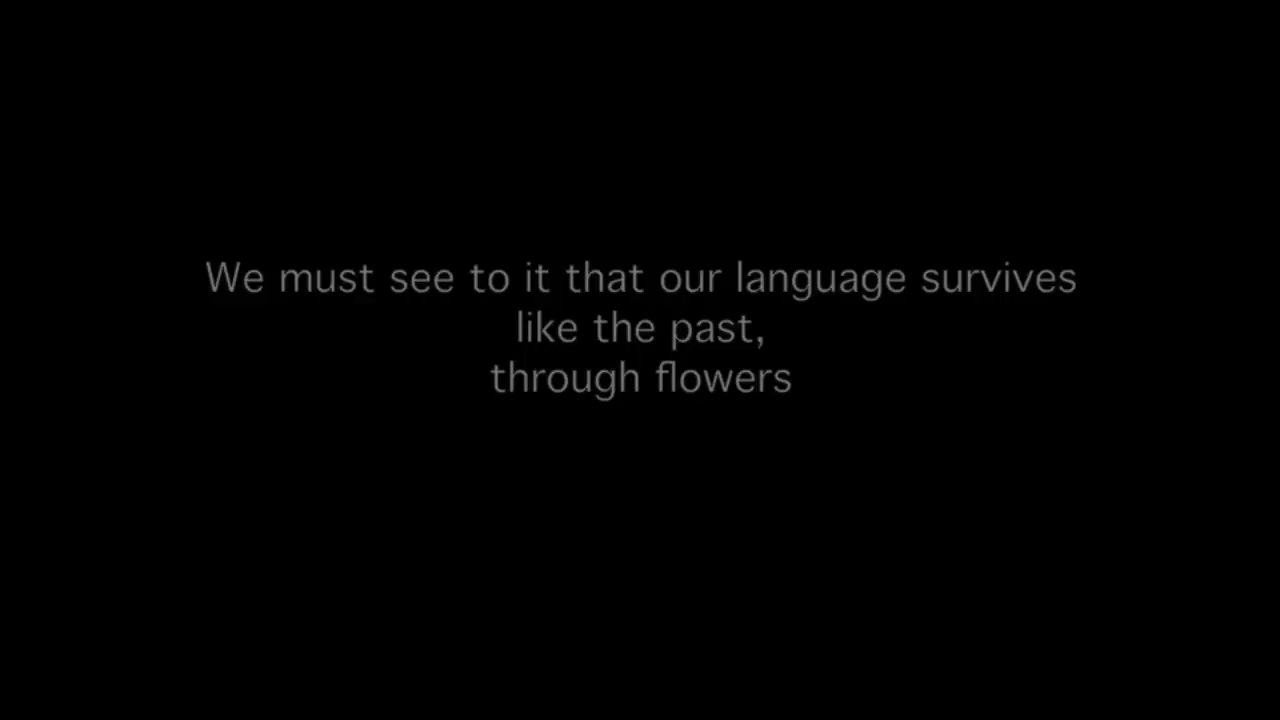 We must see to it that our language survives
like the past,
through flowers